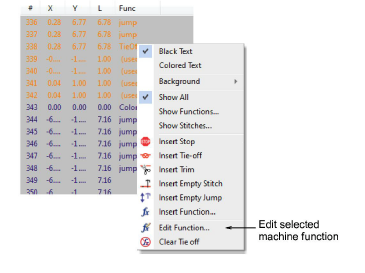 # X Y L Func
336 0.28 6.77 6.78 jump
337 0.28 6.77 6.78 jump
338 0.28 6.77 6.78 TieOf
339 -0.... -1.... 1.00 (user
340 -0.... -1.... 1.00 (user
341 0.04 1.00 1.00 (user
342 0.04 1.00 1.00 (user
343 0.00 0.00 0.00 Color
344 -6.... -1.... 7.16 jump
345 -6.... -1.... 7.16 jump
346 -6.... -1.... 7.16 jump
347 -6.... -1.... 7.16 jump
348 -6.... -1.... 7.16 jump
349 -6.... -1.... 7.16
350 -6 -1 7.16
Black Text
Colored Text
Background
Show All
Show Functions...
Show Stitches...
Insert Stop
Insert Tie-off
Insert Trim
Insert Empty Stitch
Insert Empty Jump
Insert Function...
Edit Function...
Clear Tie off
Edit selected
machine function